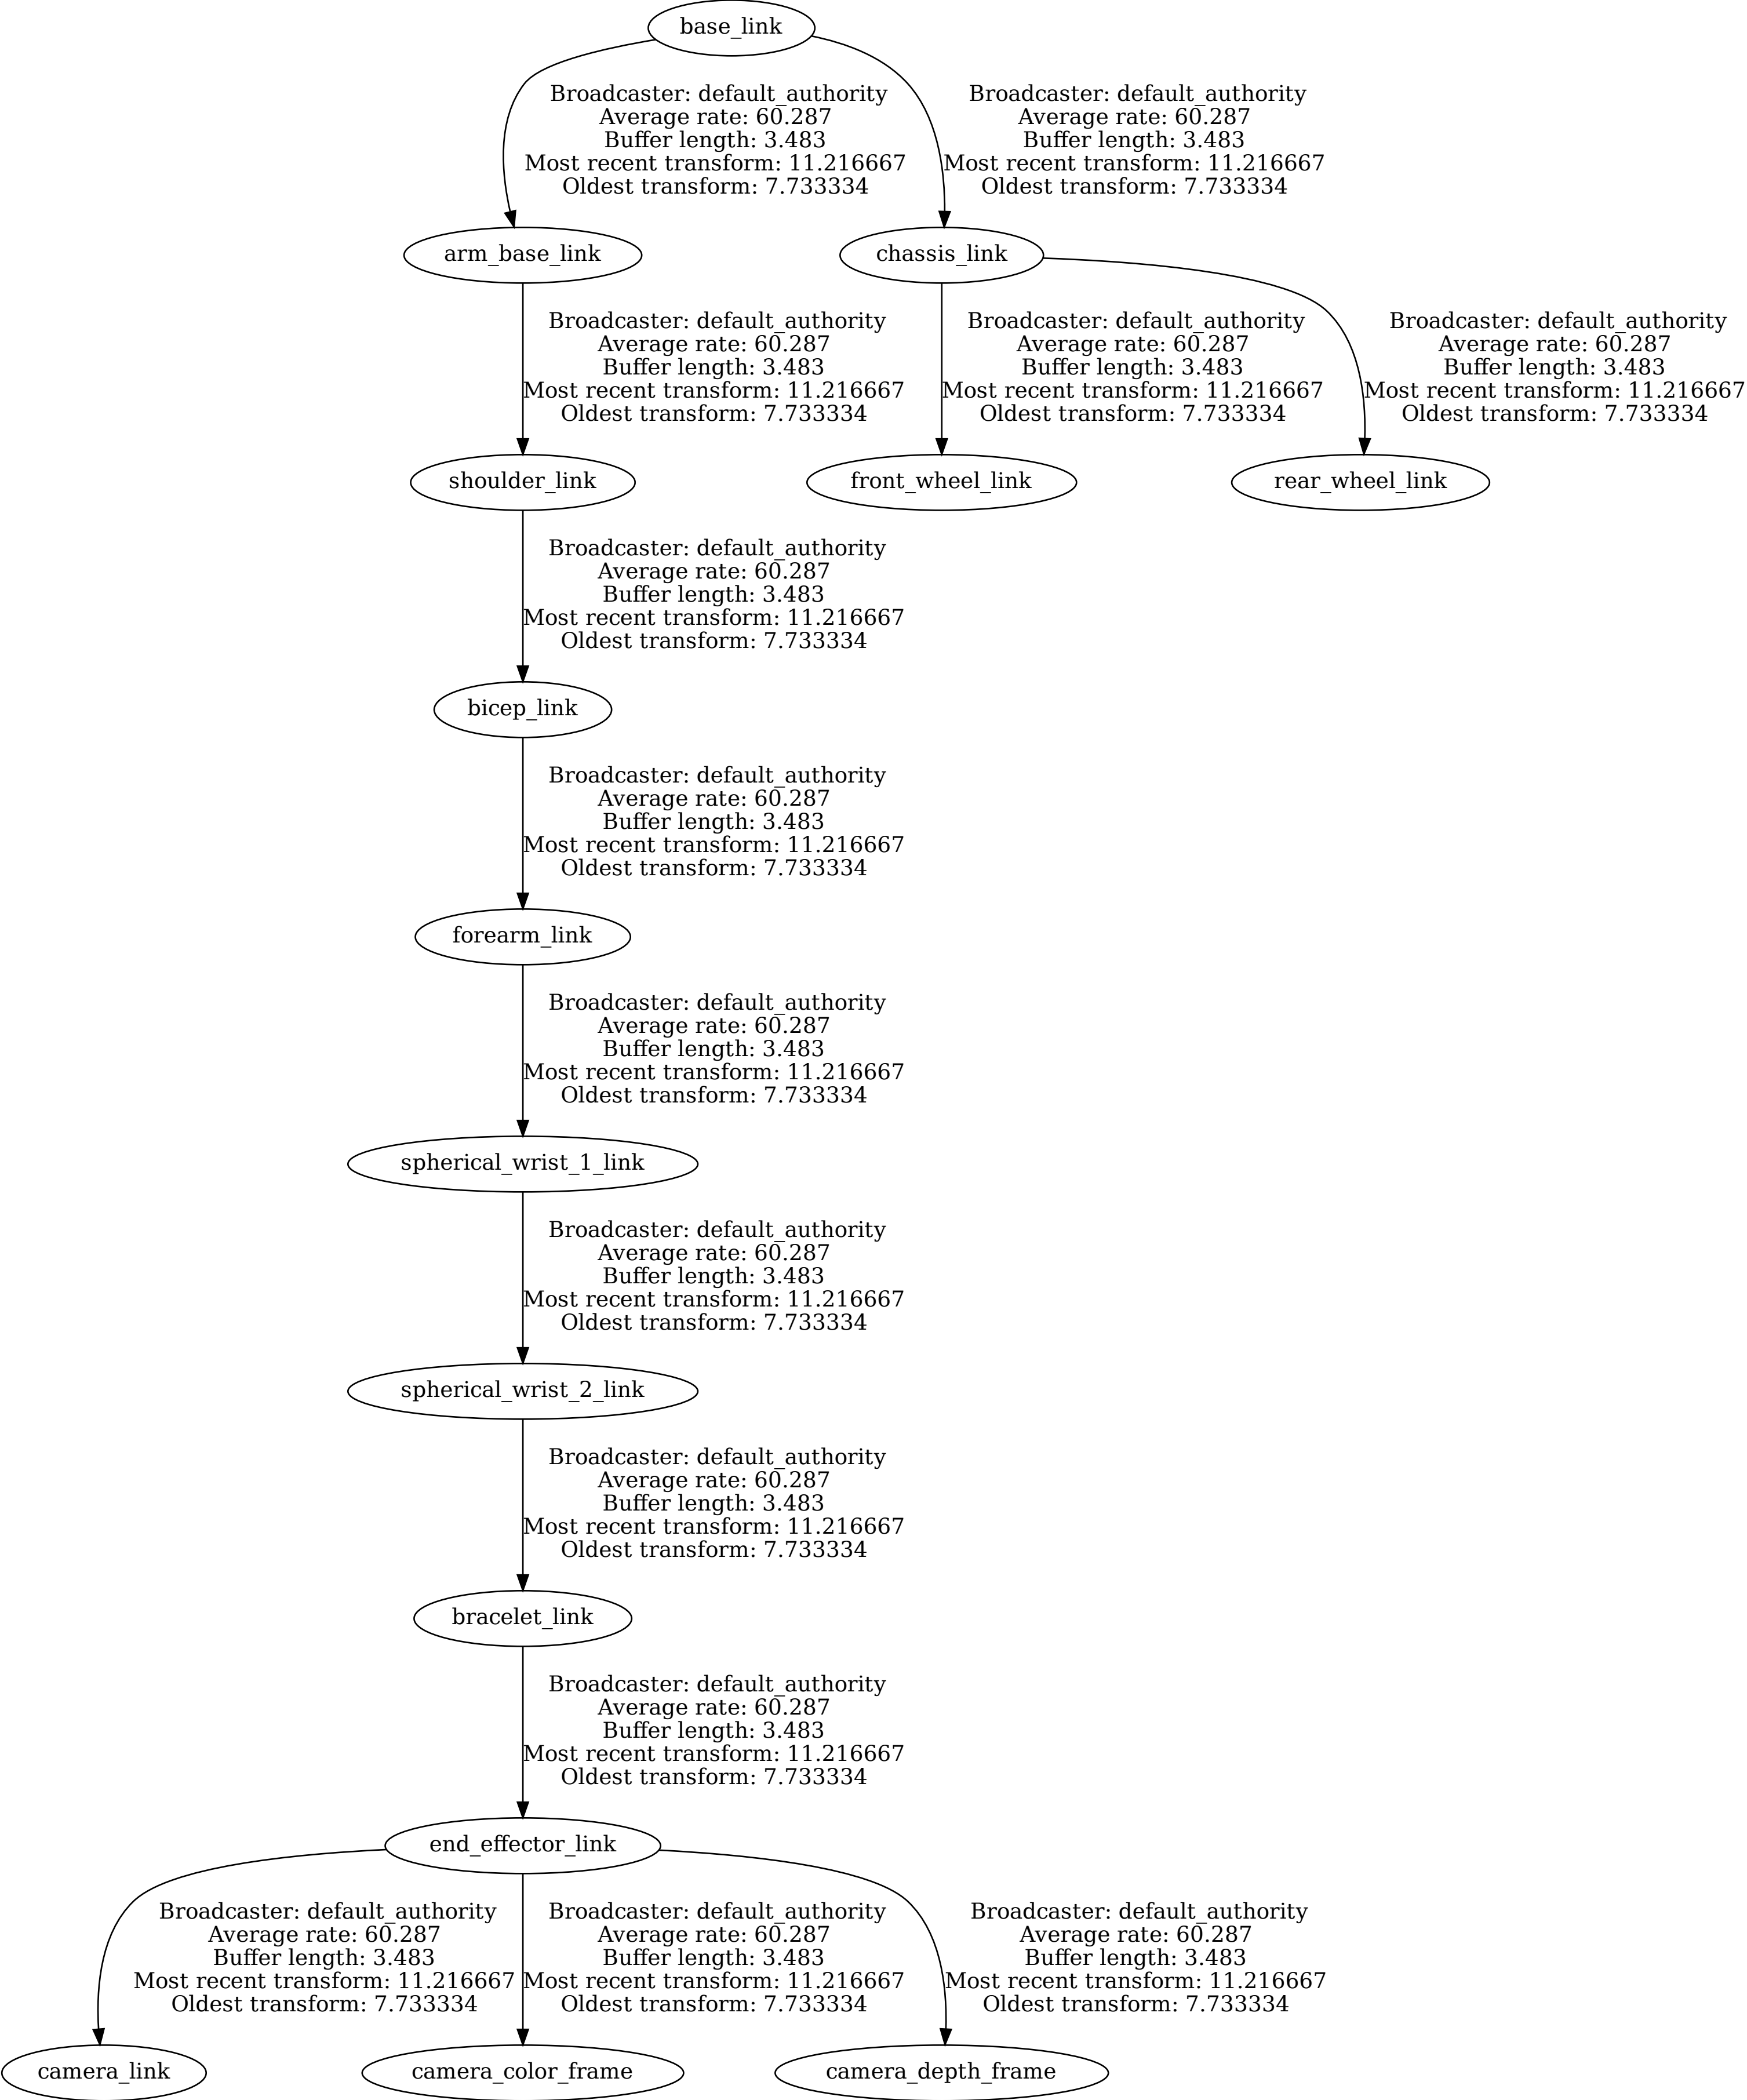 base_link
Broadcaster: default_authority
Average rate: 60.287
Buffer length: 3.483
Most recent transform: 11.216667
Oldest transform: 7.733334
Broadcaster: default_authority
Average rate: 60.287
Buffer length: 3.483
Most recent transform: 11.216667
Oldest transform: 7.733334
arm_base_link
chassis_link
Broadcaster: default_authority
Average rate: 60.287
Buffer length: 3.483
Most recent transform: 11.216667
Oldest transform: 7.733334
Broadcaster: default_authority
Average rate: 60.287
Buffer length: 3.483
Most recent transform: 11.216667
Oldest transform: 7.733334
Broadcaster: default_authority
Average rate: 60.287
Buffer length: 3.483
Most recent transform: 11.216667
Oldest transform: 7.733334
shoulder_link
front_wheel_link
rear_wheel_link
Broadcaster: default_authority
Average rate: 60.287
Buffer length: 3.483
Most recent transform: 11.216667
Oldest transform: 7.733334
bicep_link
Broadcaster: default_authority
Average rate: 60.287
Buffer length: 3.483
Most recent transform: 11.216667
Oldest transform: 7.733334
forearm_link
Broadcaster: default_authority
Average rate: 60.287
Buffer length: 3.483
Most recent transform: 11.216667
Oldest transform: 7.733334
spherical_wrist_1_link
Broadcaster: default_authority
Average rate: 60.287
Buffer length: 3.483
Most recent transform: 11.216667
Oldest transform: 7.733334
spherical_wrist_2_link
Broadcaster: default_authority
Average rate: 60.287
Buffer length: 3.483
Most recent transform: 11.216667
Oldest transform: 7.733334
bracelet_link
Broadcaster: default_authority
Average rate: 60.287
Buffer length: 3.483
Most recent transform: 11.216667
Oldest transform: 7.733334
end_effector_link
Broadcaster: default_authority
Average rate: 60.287
Buffer length: 3.483
Most recent transform: 11.216667
Oldest transform: 7.733334
Broadcaster: default_authority
Average rate: 60.287
Buffer length: 3.483
Most recent transform: 11.216667
Oldest transform: 7.733334
Broadcaster: default_authority
Average rate: 60.287
Buffer length: 3.483
Most recent transform: 11.216667
Oldest transform: 7.733334
camera_link
camera_color_frame
camera_depth_frame